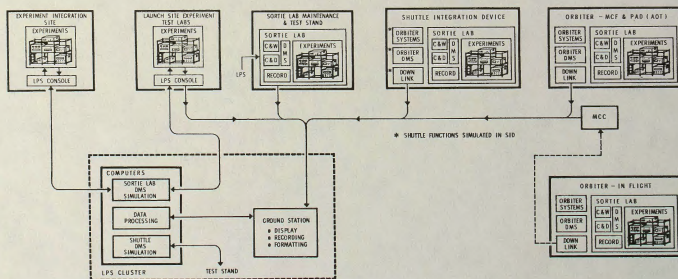 EXPERIMENT INTEGRATION
SITE
EXPERIMENTS
LPS CONSOLE
LAUNCH SITE EXPERIMENT
TEST LABS
EXPERIMENTS
LPS CONSOLE
SORTIE LAB MAINTENANCE
& TEST STAND
SORTIE LAB
C&W
C&D
D
M
S
EXPERIMENTS
RECORD
LPS
SHUTTLE INTEGRATION DEVICE
* ORBITER
SYSTEMS
* ORBITER
DMS
* DOWN
LINK
SORTIE LAB
C&W
C&D
D
M
S
EXPERIMENTS
RECORD
ORBITER - MCF & PAD (AOT)
ORBITER
SYSTEMS
ORBITER
DMS
DOWN
LINK
SORTIE LAB
C&W
C&D
D
M
S
EXPERIMENTS
RECORD
MCC
* SHUTTLE FUNCTIONS SIMULATED IN SID
COMPUTERS
SORTIE LAB
DMS
SIMULATION
DATA
PROCESSING
SHUTTLE
DMS
SIMULATION
LPS CLUSTER
TEST STAND
GROUND STATION
• DISPLAY
• RECORDING
• FORMATTING
ORBITER - IN FLIGHT
ORBITER
SYSTEMS
ORBITER
DMS
DOWN
LINK
SORTIE LAB
C&W
C&D
D
M
S
EXPERIMENTS
RECORD